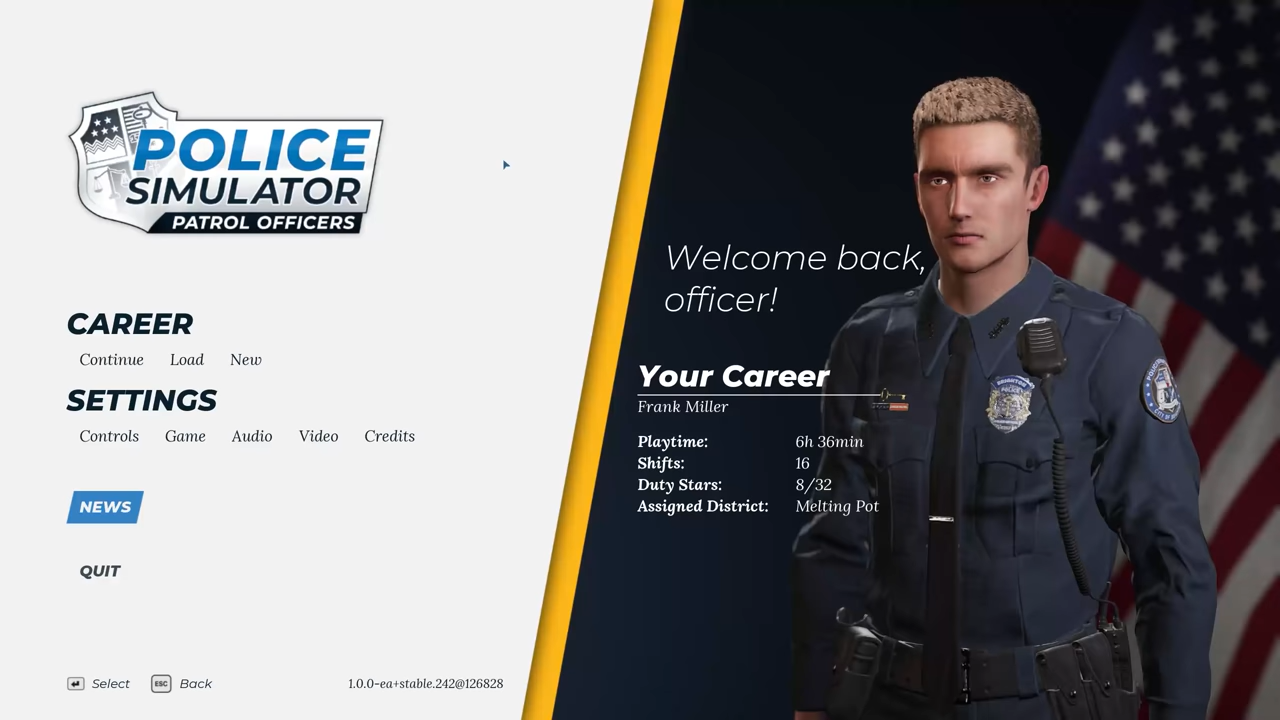 POLICE
SIMULATOR
PATROL OFFICERS
CAREER
Continue Load New
SETTINGS
Controls Game Audio Video Credits
NEWS
QUIT
Select ESC Back 1.0.0-ea+stable.242@126828
Welcome back,
officer!
Your Career
Frank Miller
Playtime: 6h 36min
Shifts: 16
Duty Stars: 8/32
Assigned District: Melting Pot